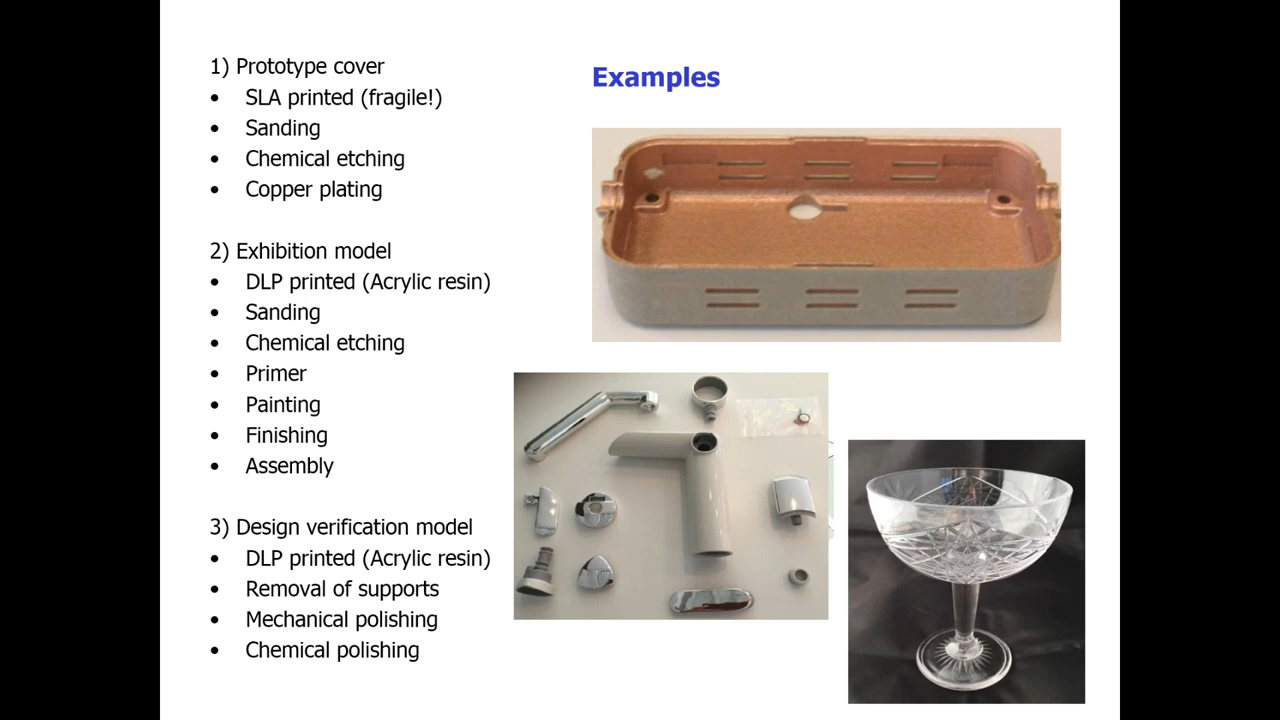 1) Prototype cover
• SLA printed (fragile!)
• Sanding
• Chemical etching
• Copper plating
2) Exhibition model
• DLP printed (Acrylic resin)
• Sanding
• Chemical etching
• Primer
• Painting
• Finishing
• Assembly
3) Design verification model
• DLP printed (Acrylic resin)
• Removal of supports
• Mechanical polishing
• Chemical polishing
Examples